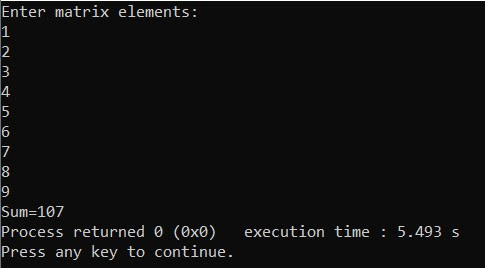 Enter matrix elements:
1
2
3
4
5
6
7
8
9
Sum=107
Process returned 0 (0x0)   execution time : 5.493 s
Press any key to continue.